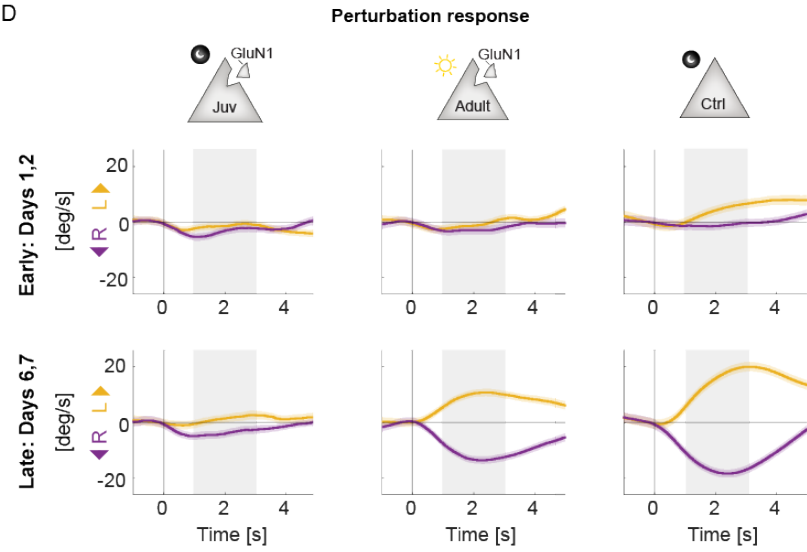 D
Perturbation response
GluN1
GluN1
Juv
Adult
Ctrl
Early: Days 1,2
[deg/s]
R L
20
0
-20
0 2 4
0 2 4
0 2 4
Late: Days 6,7
[deg/s]
R L
20
0
-20
0 2 4
0 2 4
0 2 4
Time [s]
Time [s]
Time [s]